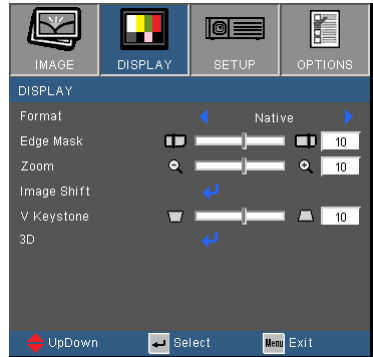 IMAGE DISPLAY SETUP OPTIONS
DISPLAY
Format Native
Edge Mask 10
Zoom 10
Image Shift
V Keystone 10
3D
UpDown Select Menu Exit